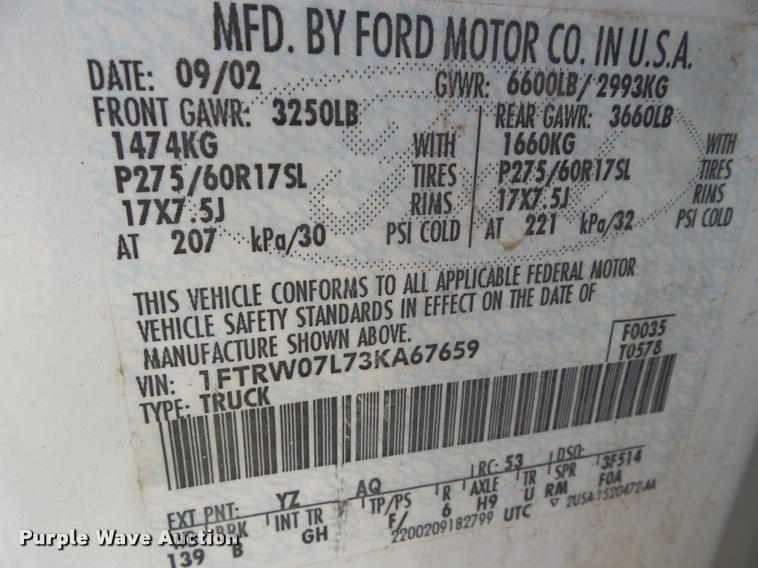 MFD. BY FORD MOTOR CO. IN U.S.A.
DATE: 09/02 GVWR: 6600LB/ 2993KG
FRONT GAWR: 3250LB REAR GAWR: 3660LB
1474KG WITH 1660KG WITH
P275/60R17SL TIRES P275/60R17SL TIRES
17X7.5J RIMS 17X7.5J RIMS
AT 207 kPa/30 PSI COLD AT 221 kPa/32 PSI COLD
THIS VEHICLE CONFORMS TO ALL APPLICABLE FEDERAL MOTOR
VEHICLE SAFETY STANDARDS IN EFFECT ON THE DATE OF
MANUFACTURE SHOWN ABOVE.
VIN: 1FTRW07L73KA67659 F0035
TYPE: TRUCK T0578
EXT PNT: YZ AQ RC: 53 DSO:
BRK INT TR TP/PS R AXLE TR SPR 3F514
139 B GH F/ 6 H9 U RM F0A
2200209182799 UTC ▽ 2U5A-1520472-AA
Purple Wave Auction